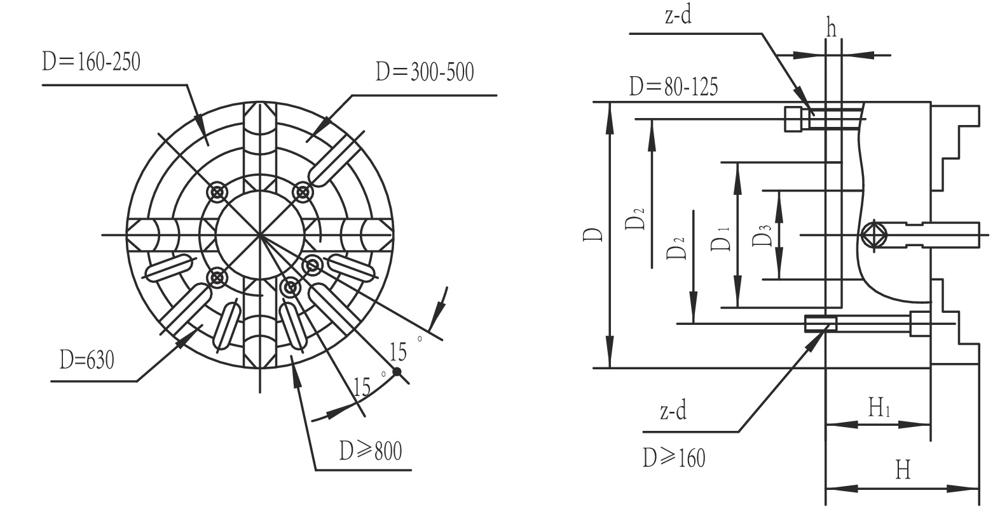 z-d
h
D=160-250
D=300-500
D=80-125
D
D₂
D₂
D₁
D₃
15°
15°
D=630
z-d
H₁
D≥800
D≥160
H